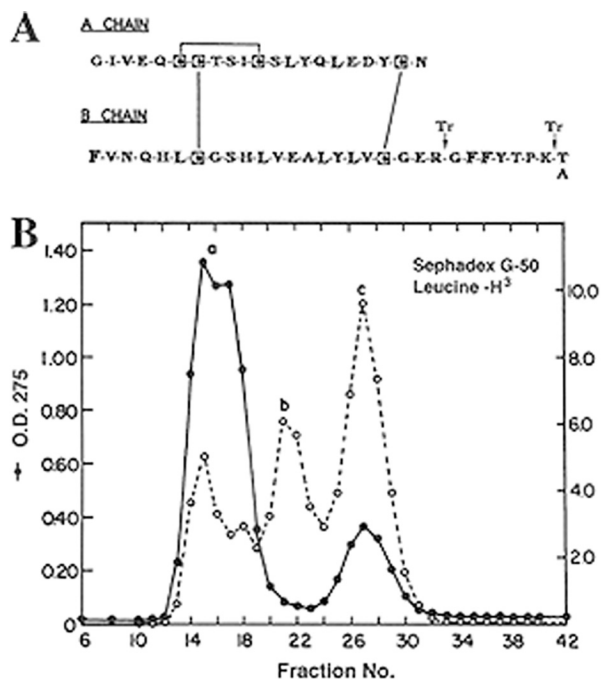 A
A CHAIN
G-I-V-E-Q-C-C-T-S-I-C-S-L-Y-Q-L-E-D-Y-C-N
B CHAIN
Tr Tr
F-V-N-Q-H-L-C-G-S-H-L-V-E-A-L-Y-L-V-C-G-E-R-G-F-F-Y-T-P-K-T
A
B
a
b
c
Sephadex G-50
Leucine -H³
O.D. 275
1.40
1.20
1.00
0.80
0.60
0.40
0.20
0
10.0
8.0
6.0
4.0
2.0
6 10 14 18 22 26 30 34 38 42
Fraction No.